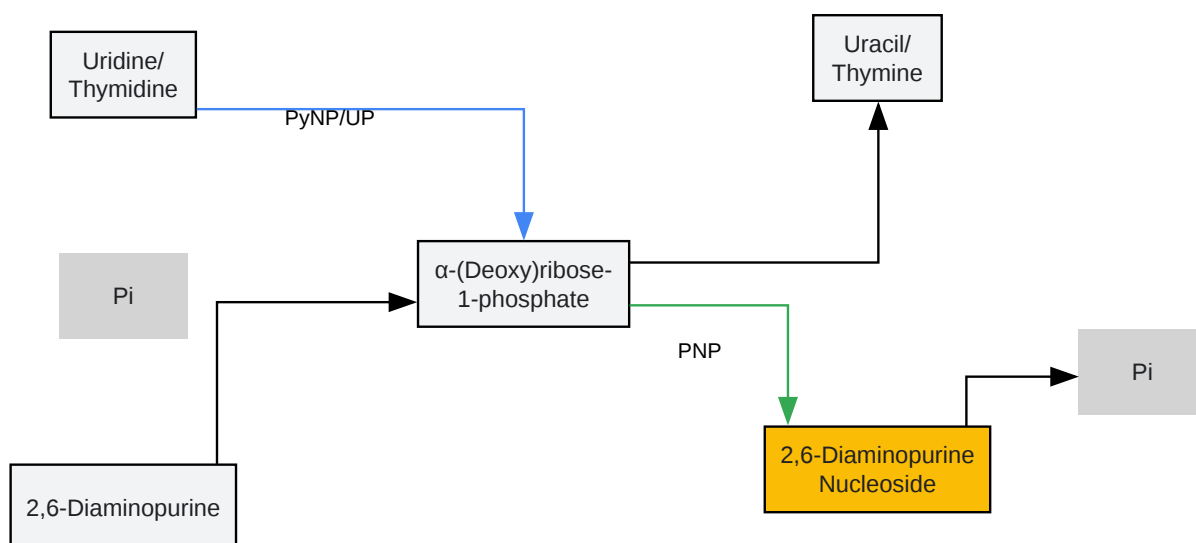 Uridine/
Thymidine
Uracil/
Thymine
PyNP/UP
α-(Deoxy)ribose-
1-phosphate
Pi
PNP
Pi
2,6-Diaminopurine
Nucleoside
2,6-Diaminopurine